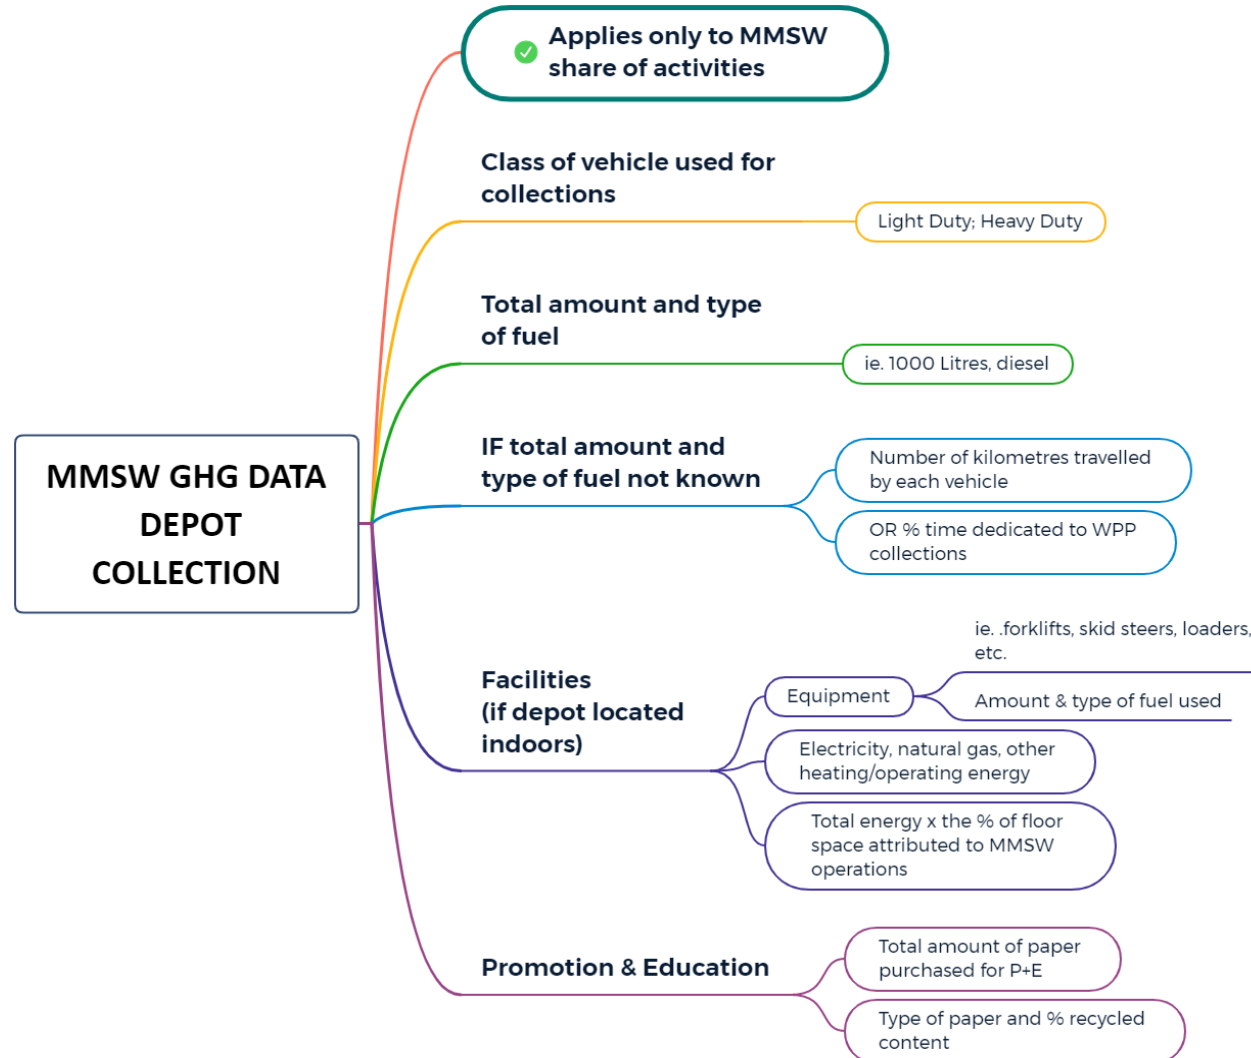 Applies only to MMSW
share of activities
Class of vehicle used for
collections
Light Duty; Heavy Duty
Total amount and type
of fuel
ie. 1000 Litres, diesel
MMSW GHG DATA
DEPOT
COLLECTION
IF total amount and
type of fuel not known
Number of kilometres travelled
by each vehicle
OR % time dedicated to WPP
collections
Facilities
(if depot located
indoors)
Equipment
ie. .forklifts, skid steers, loaders,
etc.
Amount & type of fuel used
Electricity, natural gas, other
heating/operating energy
Total energy x the % of floor
space attributed to MMSW
operations
Promotion & Education
Total amount of paper
purchased for P+E
Type of paper and % recycled
content